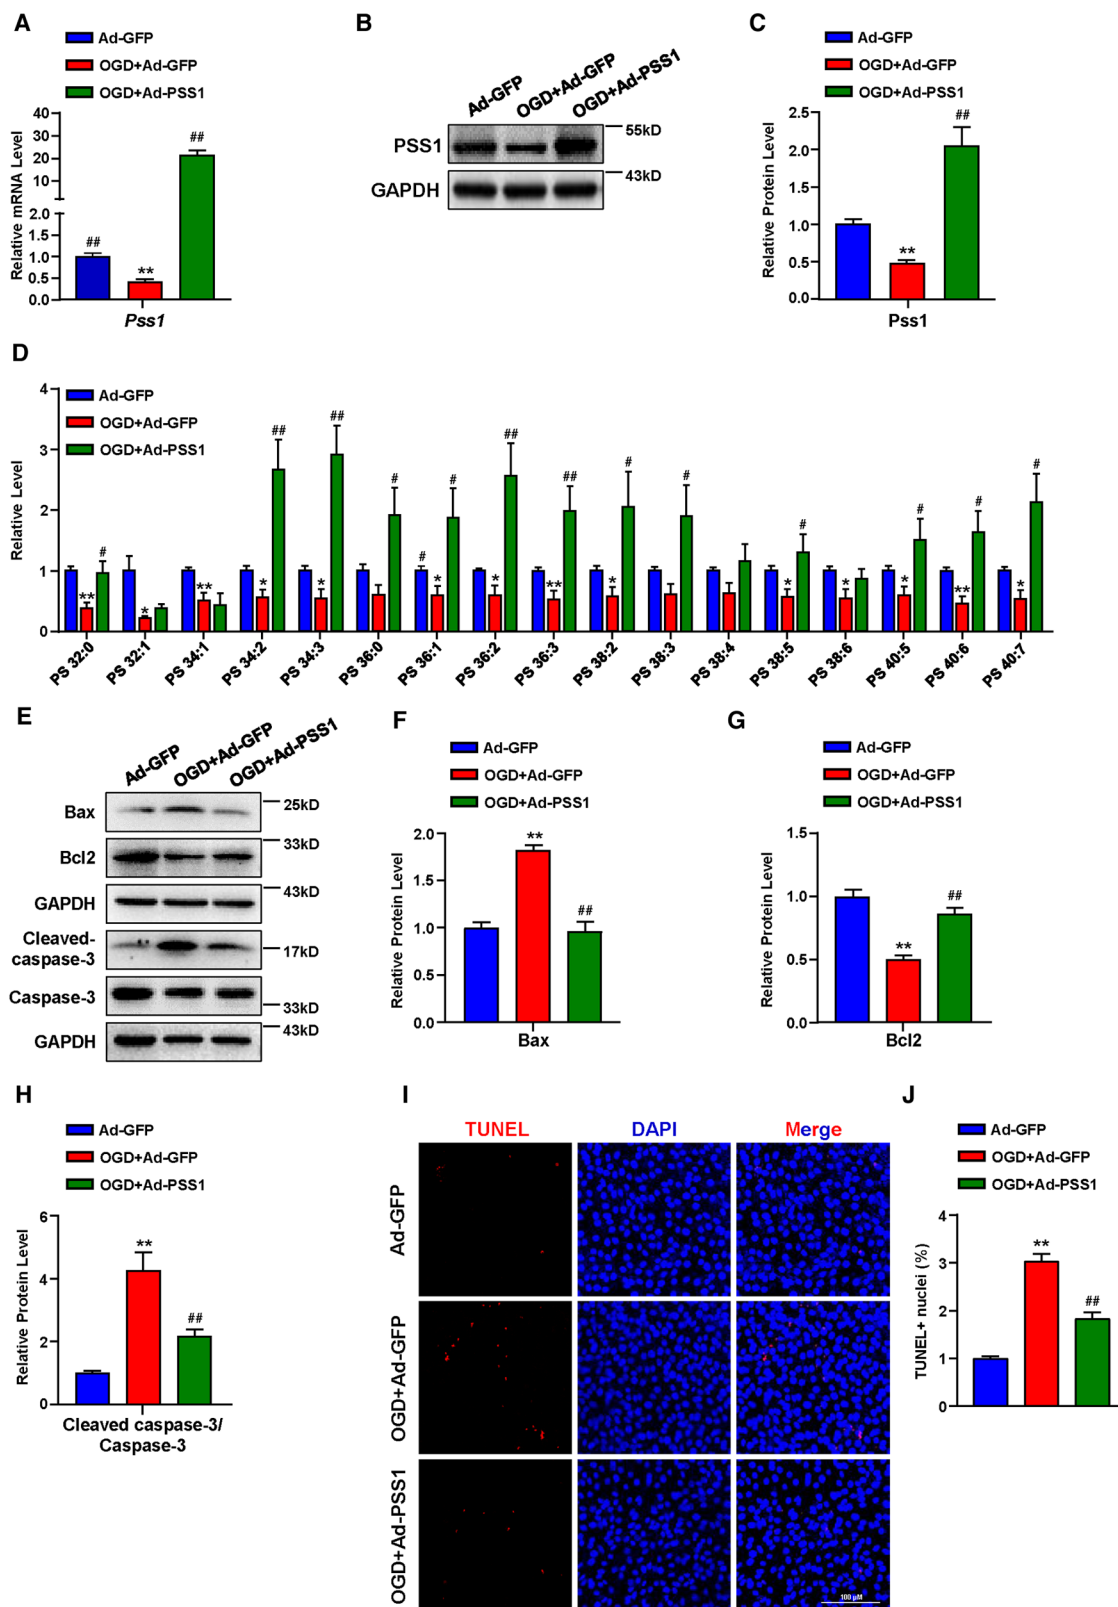 A
Ad-GFP
OGD+Ad-GFP
OGD+Ad-PSS1
Relative mRNA Level
40
30
20
10
2.0
1.5
1.0
0.5
0.0
##
**
##
Pss1
B
Ad-GFP
OGD+Ad-GFP
OGD+Ad-PSS1
PSS1
55kD
GAPDH
43kD
C
Ad-GFP
OGD+Ad-GFP
OGD+Ad-PSS1
Relative Protein Level
2.5
2.0
1.5
1.0
0.5
0.0
**
##
Pss1
D
Ad-GFP
OGD+Ad-GFP
OGD+Ad-PSS1
Relative Level
4
3
2
1
0
**
#
*
**
*
##
*
##
#
#
*
#
*
##
**
##
*
#
#
*
#
*
*
#
**
#
*
#
PS 32:0
PS 32:1
PS 34:1
PS 34:2
PS 34:3
PS 36:0
PS 36:1
PS 36:2
PS 36:3
PS 38:2
PS 38:3
PS 38:4
PS 38:5
PS 38:6
PS 40:5
PS 40:6
PS 40:7
E
Ad-GFP
OGD+Ad-GFP
OGD+Ad-PSS1
Bax
25kD
Bcl2
33kD
GAPDH
43kD
Cleaved-
caspase-3
17kD
Caspase-3
33kD
GAPDH
43kD
F
Ad-GFP
OGD+Ad-GFP
OGD+Ad-PSS1
Relative Protein Level
2.0
1.5
1.0
0.5
0.0
**
##
Bax
G
Ad-GFP
OGD+Ad-GFP
OGD+Ad-PSS1
Relative Protein Level
1.5
1.0
0.5
0.0
**
##
Bcl2
H
Ad-GFP
OGD+Ad-GFP
OGD+Ad-PSS1
Relative Protein Level
6
4
2
0
**
##
Cleaved caspase-3/
Caspase-3
I
TUNEL
DAPI
Merge
Ad-GFP
OGD+Ad-GFP
OGD+Ad-PSS1
100 µM
J
Ad-GFP
OGD+Ad-GFP
OGD+Ad-PSS1
TUNEL+ nuclei (%)
4
3
2
1
0
**
##